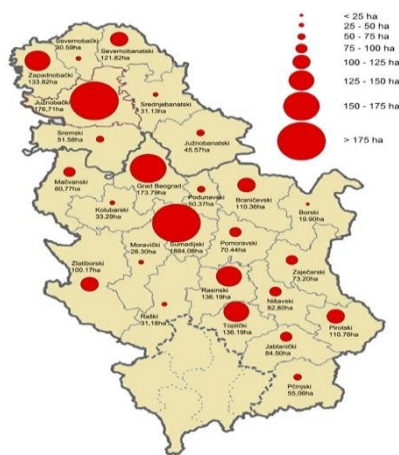 Severnobački
30.59ha
Severnobanatski
121.82ha
Zapadnobački
133.82ha
Južnobački
176,71ha
Srednjebanatski
31,13ha
Sremski
51.58ha
Južnobanatski
45.57ha
Mačvanski
80,77ha
Grad Beograd
173.79ha
Podunavski
50.37ha
Braničevski
110.36ha
Borski
19.90ha
Kolubarski
33.29ha
Šumadijski
1884,08ha
Moravički
28.30ha
Pomoravski
70.44ha
Zlatiborski
100.17ha
Zaječarski
73.20ha
Rasinski
136.19ha
Nišavski
82,80ha
Raški
31,18ha
Toplički
136.19ha
Pirotski
110.76ha
Jablanički
84.50ha
Pčinjski
55,06ha
< 25 ha
25 - 50 ha
50 - 75 ha
75 - 100 ha
100 - 125 ha
125 - 150 ha
150 - 175 ha
> 175 ha